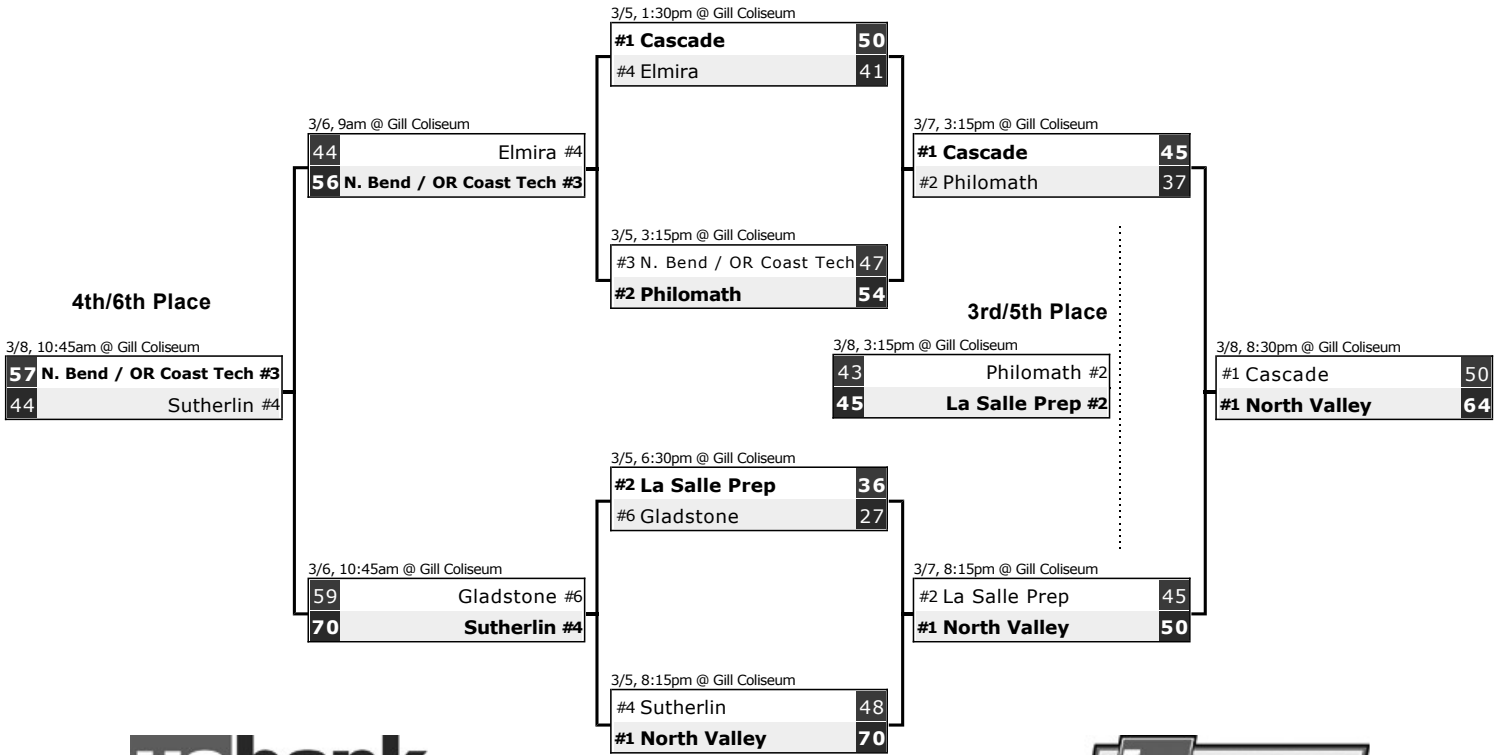 3/5, 1:30pm @ Gill Coliseum
#1 Cascade 50
#4 Elmira 41
3/6, 9am @ Gill Coliseum
44 Elmira #4
56 N. Bend / OR Coast Tech #3
3/7, 3:15pm @ Gill Coliseum
#1 Cascade 45
#2 Philomath 37
3/5, 3:15pm @ Gill Coliseum
#3 N. Bend / OR Coast Tech 47
#2 Philomath 54
4th/6th Place
3/8, 10:45am @ Gill Coliseum
57 N. Bend / OR Coast Tech #3
44 Sutherlin #4
3rd/5th Place
3/8, 3:15pm @ Gill Coliseum
43 Philomath #2
45 La Salle Prep #2
3/8, 8:30pm @ Gill Coliseum
#1 Cascade 50
#1 North Valley 64
3/5, 6:30pm @ Gill Coliseum
#2 La Salle Prep 36
#6 Gladstone 27
3/6, 10:45am @ Gill Coliseum
59 Gladstone #6
70 Sutherlin #4
3/7, 8:15pm @ Gill Coliseum
#2 La Salle Prep 45
#1 North Valley 50
3/5, 8:15pm @ Gill Coliseum
#4 Sutherlin 48
#1 North Valley 70